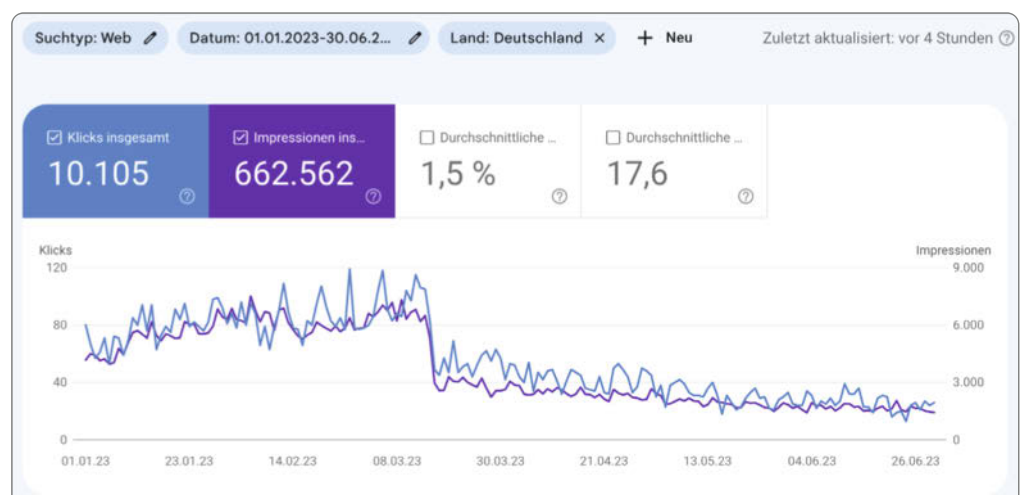 Suchtyp: Web Datum: 01.01.2023-30.06.2... Land: Deutschland × + Neu Zuletzt aktualisiert: vor 4 Stunden
Klicks insgesamt Impressionen ins... Durchschnittliche ... Durchschnittliche ...
10.105 662.562 1,5 % 17,6
Klicks Impressionen
120 9.000
80 6.000
40 3.000
0 0
01.01.23 23.01.23 14.02.23 08.03.23 30.03.23 21.04.23 13.05.23 04.06.23 26.06.23